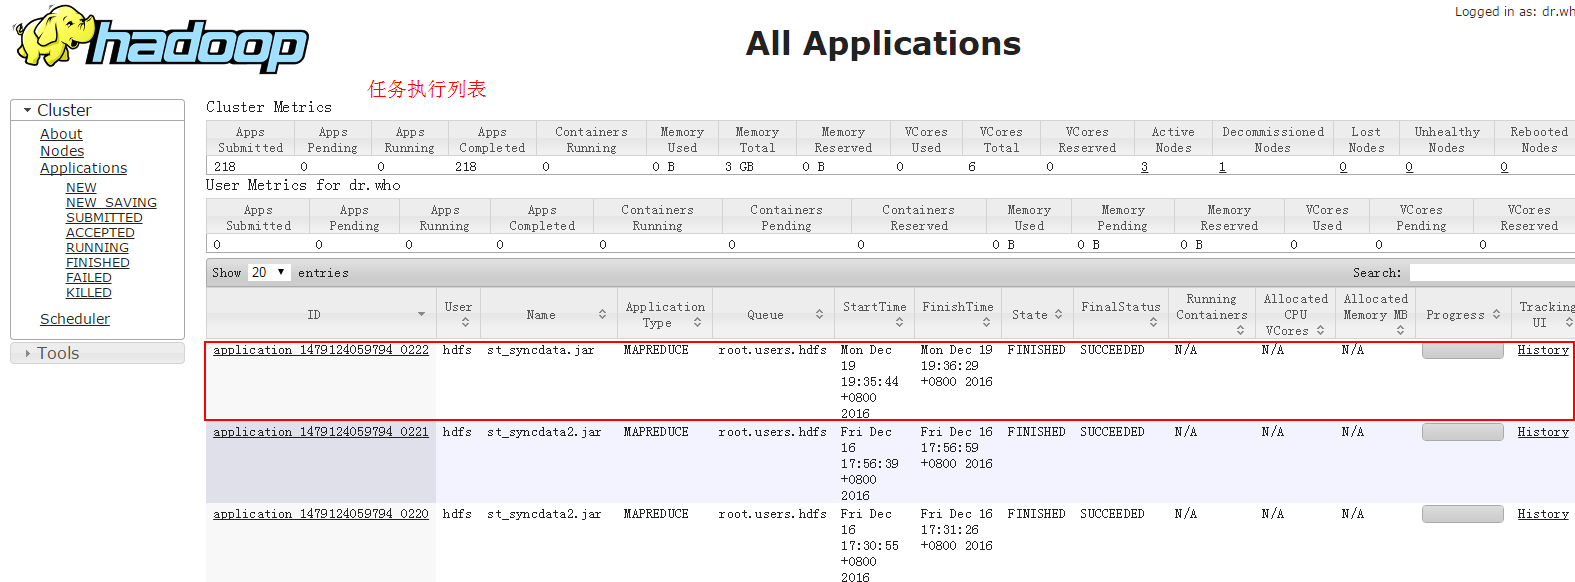 Logged in as: dr.wh
hadoop
All Applications
任务执行列表
Cluster
About
Nodes
Applications
NEW
NEW_SAVING
SUBMITTED
ACCEPTED
RUNNING
FINISHED
FAILED
KILLED
Scheduler
Tools
Cluster Metrics
Apps Submitted Apps Pending Apps Running Apps Completed Containers Running Memory Used Memory Total Memory Reserved VCores Used VCores Total VCores Reserved Active Nodes Decommissioned Nodes Lost Nodes Unhealthy Nodes Rebooted Nodes
218 0 0 218 0 0 B 3 GB 0 B 0 6 0 3 1 0 0 0
User Metrics for dr.who
Apps Submitted Apps Pending Apps Running Apps Completed Containers Running Containers Pending Containers Reserved Memory Used Memory Pending Memory Reserved VCores Used VCores Pending VCores Reserved
0 0 0 0 0 0 0 0 B 0 B 0 B 0 0 0
Show 20 entries Search:
ID User Name Application Type Queue StartTime FinishTime State FinalStatus Running Containers Allocated CPU VCores Allocated Memory MB Progress Tracking UI
application_1479124059794_0222 hdfs st_syncdata.jar MAPREDUCE root.users.hdfs Mon Dec 19 19:35:44 +0800 2016 Mon Dec 19 19:36:29 +0800 2016 FINISHED SUCCEEDED N/A N/A N/A History
application_1479124059794_0221 hdfs st_syncdata2.jar MAPREDUCE root.users.hdfs Fri Dec 16 17:56:39 +0800 2016 Fri Dec 16 17:56:59 +0800 2016 FINISHED SUCCEEDED N/A N/A N/A History
application_1479124059794_0220 hdfs st_syncdata2.jar MAPREDUCE root.users.hdfs Fri Dec 16 17:30:55 +0800 2016 Fri Dec 16 17:31:26 +0800 2016 FINISHED SUCCEEDED N/A N/A N/A History